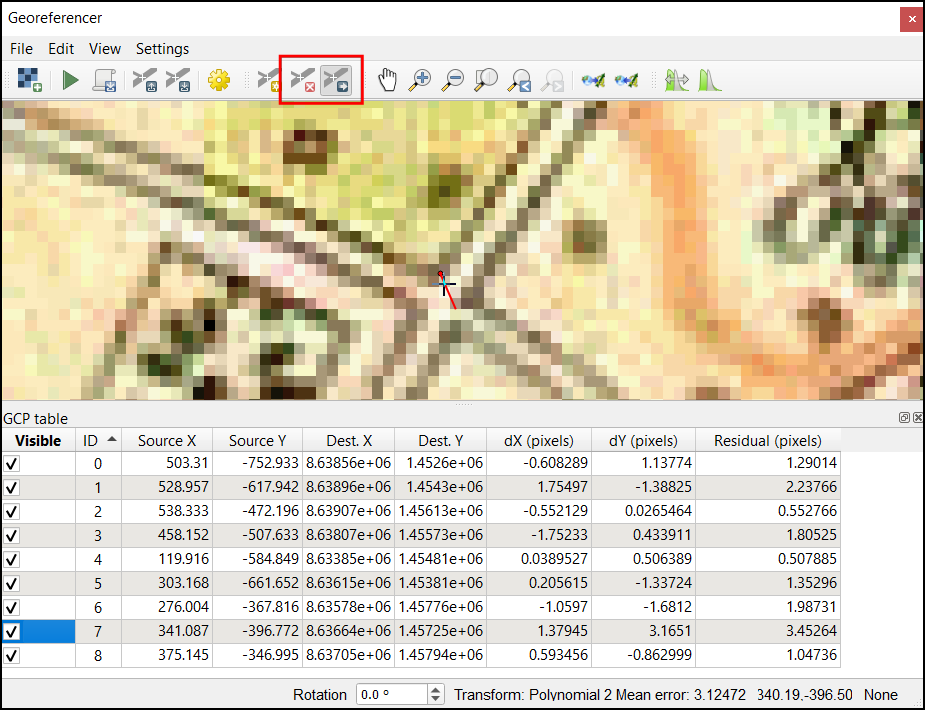 Georeferencer
File Edit View Settings
GCP table
Visible ID Source X Source Y Dest. X Dest. Y dX (pixels) dY (pixels) Residual (pixels)
0 503.31 -752.933 8.63856e+06 1.4526e+06 -0.608289 1.13774 1.29014
1 528.957 -617.942 8.63896e+06 1.4543e+06 1.75497 -1.38825 2.23766
2 538.333 -472.196 8.63907e+06 1.45613e+06 -0.552129 0.0265464 0.552766
3 458.152 -507.633 8.63807e+06 1.45573e+06 -1.75233 0.433911 1.80525
4 119.916 -584.849 8.63385e+06 1.45481e+06 0.0389527 0.506389 0.507885
5 303.168 -661.652 8.63615e+06 1.45381e+06 0.205615 -1.33724 1.35296
6 276.004 -367.816 8.63578e+06 1.45776e+06 -1.0597 -1.6812 1.98731
7 341.087 -396.772 8.63664e+06 1.45725e+06 1.37945 3.1651 3.45264
8 375.145 -346.995 8.63705e+06 1.45794e+06 0.593456 -0.862999 1.04736
Rotation 0.0 ° Transform: Polynomial 2 Mean error: 3.12472 340.19,-396.50 None